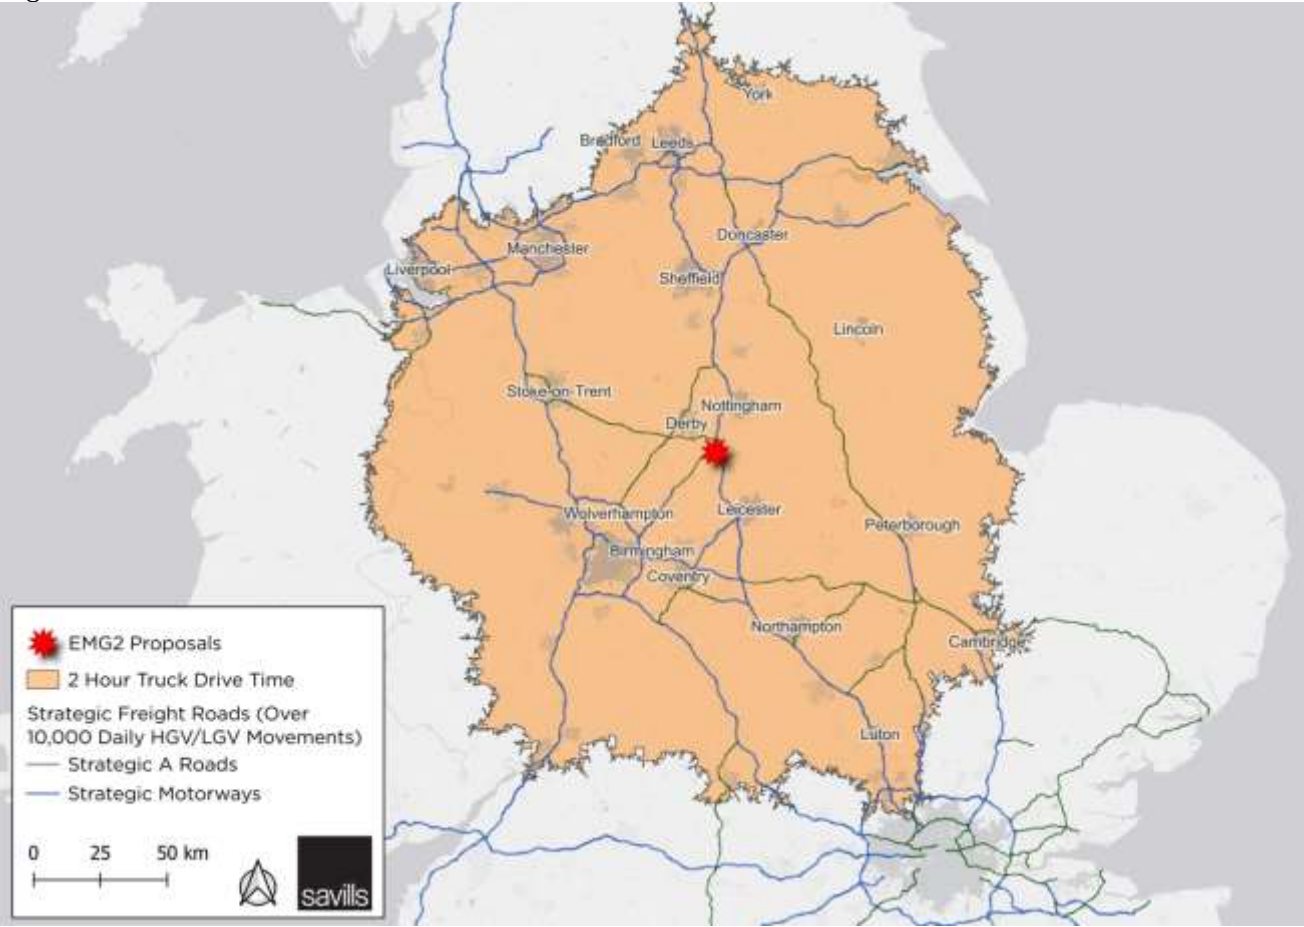 York
Bradford Leeds
Doncaster
Manchester
Liverpool
Sheffield
Lincoln
Stoke-on-Trent
Nottingham
Derby
Wolverhampton
Leicester
Peterborough
Birmingham
Coventry
Northampton
Cambridge
Luton
EMG2 Proposals
2 Hour Truck Drive Time
Strategic Freight Roads (Over
10,000 Daily HGV/LGV Movements)
Strategic A Roads
Strategic Motorways
0 25 50 km
savills